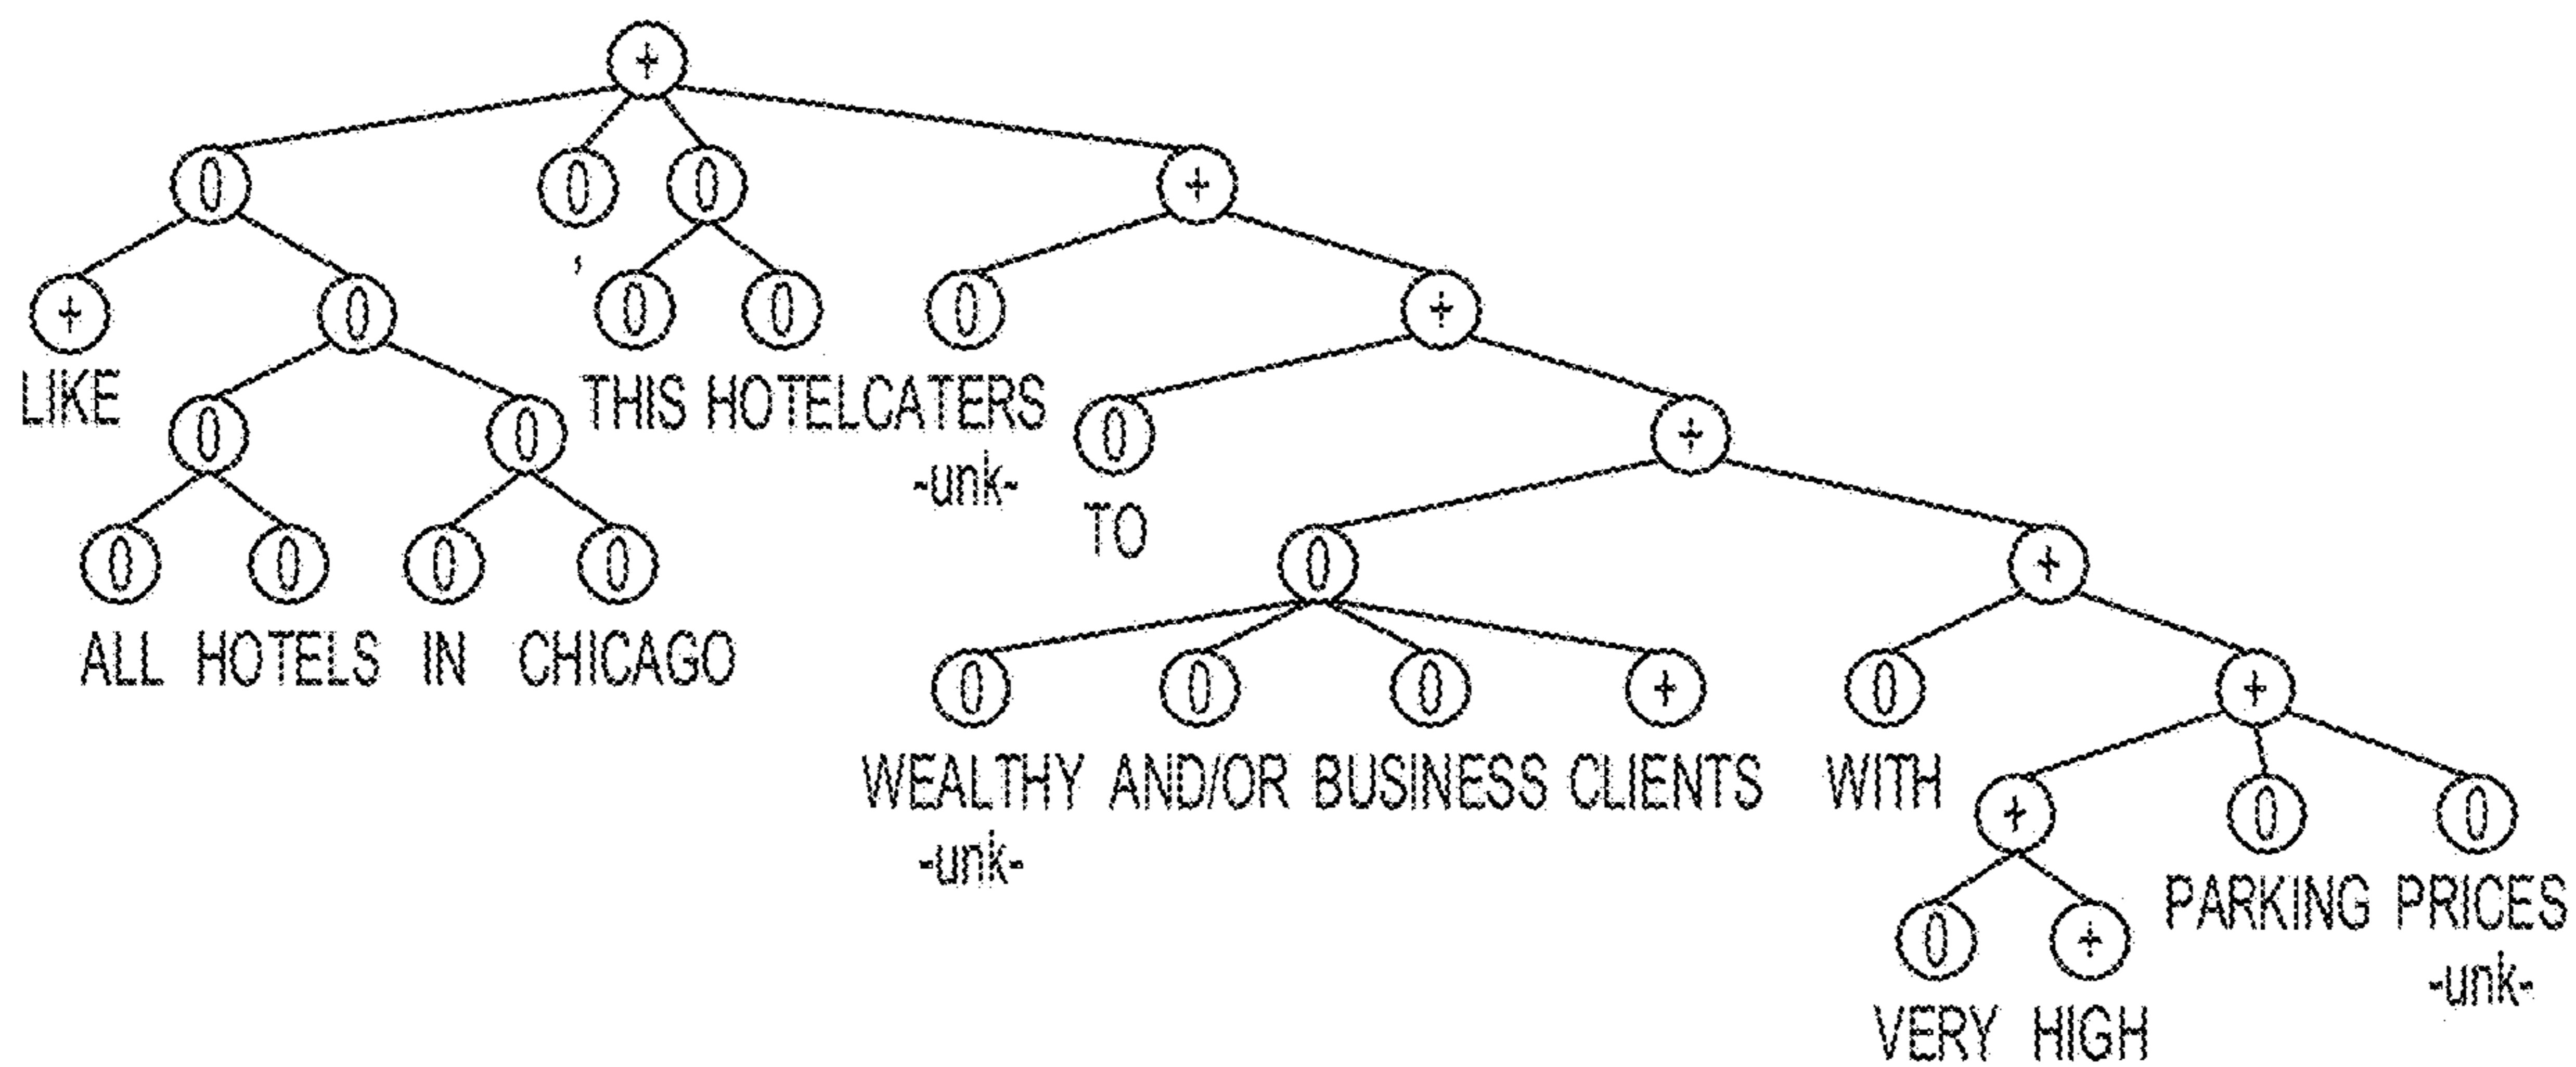 +
0 0 0 +
,
+ 0 0 0 0 +
LIKE THIS HOTELCATERS
0 0 0 +
-unk-
TO
0 0 0 0 0 +
ALL HOTELS IN CHICAGO
0 0 0 + 0 +
WEALTHY AND/OR BUSINESS CLIENTS WITH
-unk-
+ 0 0
PARKING PRICES
0 +
-unk-
VERY HIGH